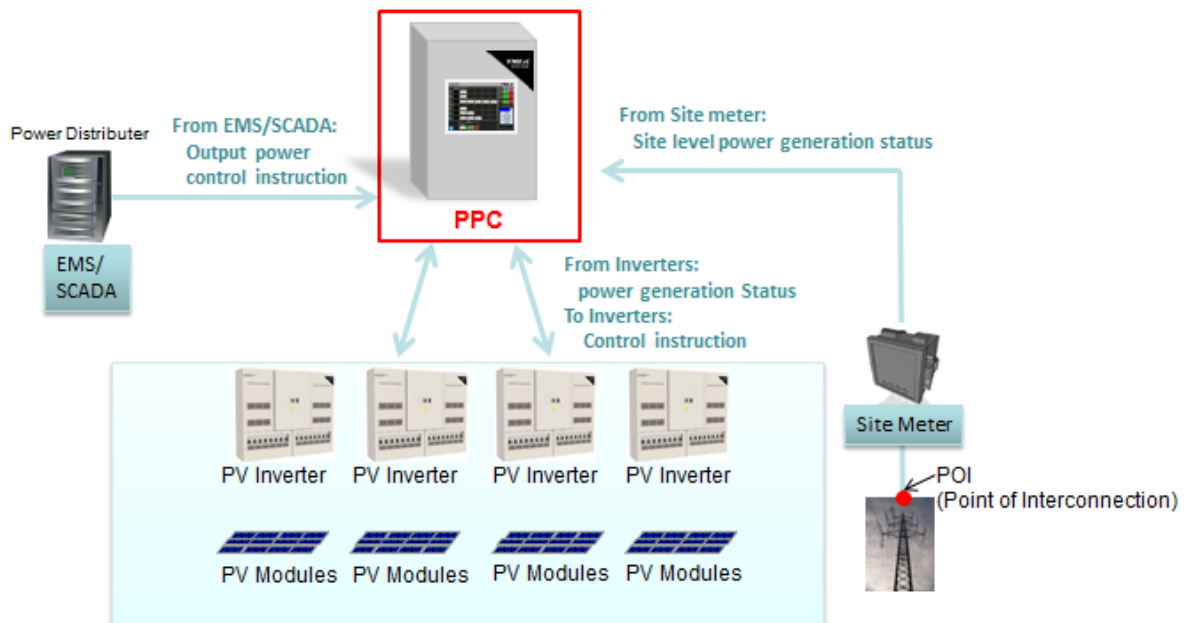 Power Distributer
From EMS/SCADA:
Output power
control instruction
EMS/
SCADA
PPC
From Site meter:
Site level power generation status
From Inverters:
power generation Status
To Inverters:
Control instruction
PV Inverter
PV Inverter
PV Inverter
PV Inverter
PV Modules
PV Modules
PV Modules
PV Modules
Site Meter
POI
(Point of Interconnection)